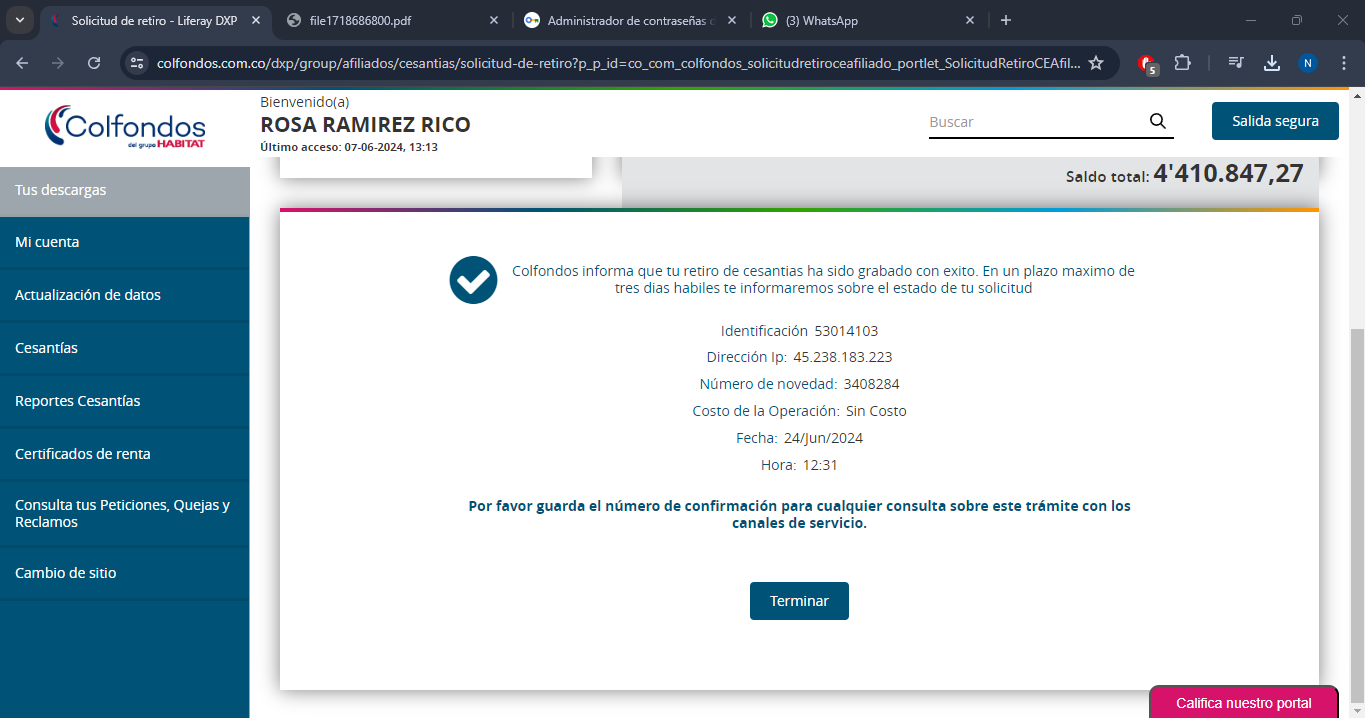 Solicitud de retiro - Liferay DXP
file1718686800.pdf
Administrador de contraseñas
(3) WhatsApp
colfondos.com.co/dxp/group/afiliados/cesantias/solicitud-de-retiro?p_p_id=co_com_colfondos_solicitudretiroceafiliado_portlet_SolicitudRetiroCEAfil...
5
N
Colfondos
del grupo HABITAT
Bienvenido(a)
ROSA RAMIREZ RICO
Último acceso: 07-06-2024, 13:13
Buscar
Salida segura
Tus descargas
Mi cuenta
Actualización de datos
Cesantías
Reportes Cesantías
Certificados de renta
Consulta tus Peticiones, Quejas y
Reclamos
Cambio de sitio
Saldo total: 4'410.847,27
Colfondos informa que tu retiro de cesantias ha sido grabado con exito. En un plazo maximo de
tres dias habiles te informaremos sobre el estado de tu solicitud
Identificación 53014103
Dirección Ip: 45.238.183.223
Número de novedad: 3408284
Costo de la Operación: Sin Costo
Fecha: 24/Jun/2024
Hora: 12:31
Por favor guarda el número de confirmación para cualquier consulta sobre este trámite con los
canales de servicio.
Terminar
Califica nuestro portal